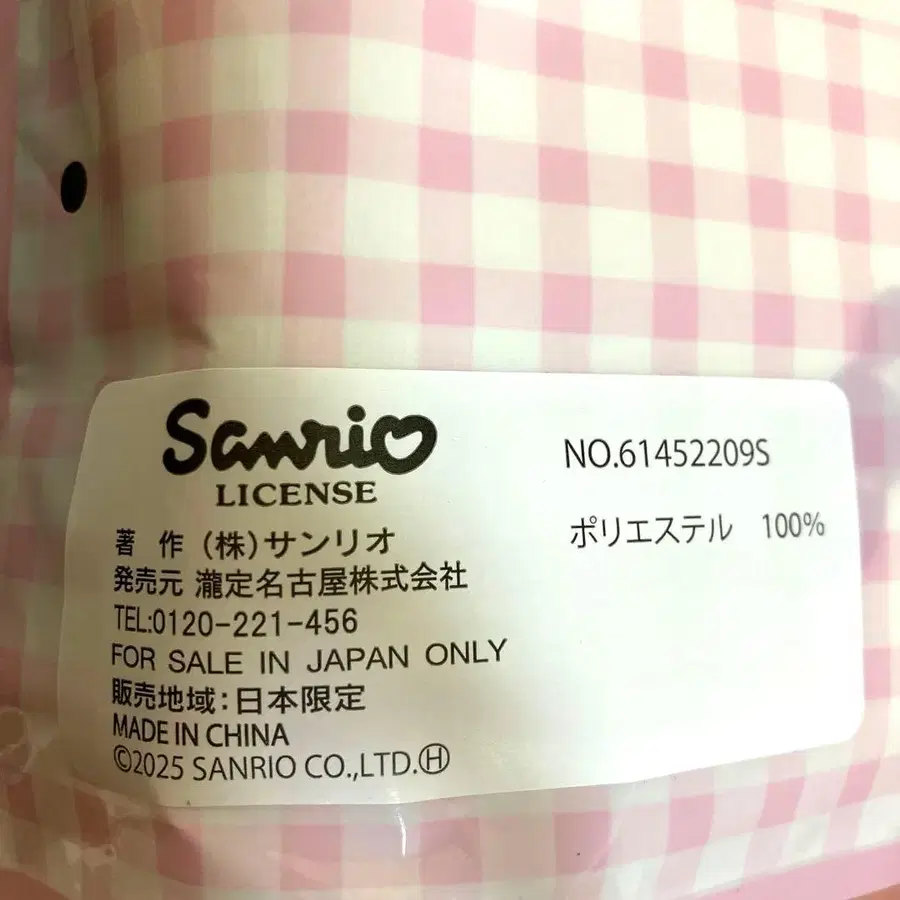 Sanrio
LICENSE
著 作 (株)サンリオ
発売元 瀧定名古屋株式会社
TEL:0120-221-456
FOR SALE IN JAPAN ONLY
販売地域:日本限定
MADE IN CHINA
©2025 SANRIO CO.,LTD.Ⓗ
NO.61452209S
ポリエステル 100%